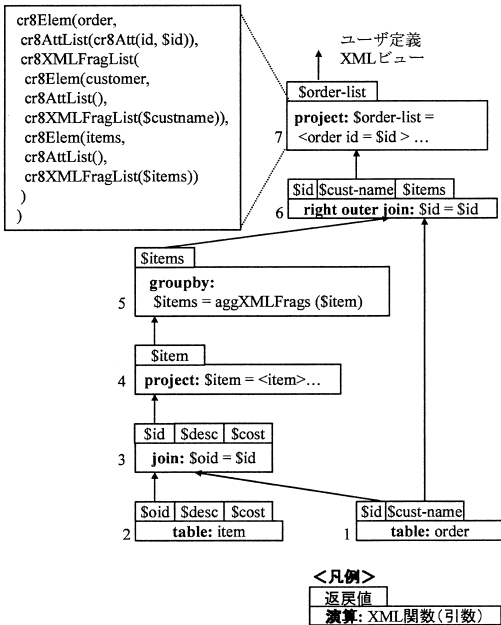 cr8Elem(order,
cr8AttList(cr8Att(id, $id)),
cr8XMLFragList(
cr8Elem(customer,
cr8AttList(),
cr8XMLFragList($custname)),
cr8Elem(items,
cr8AttList(),
cr8XMLFragList($items))
)
)
ユーザ定義
XMLビュー
$order-list
project: $order-list =
7 <order id = $id > ...
$id $cust-name $items
6 right outer join: $id = $id
$items
groupby:
5 $items = aggXMLFrags ($item)
$item
4 project: $item = <item>...
$id $desc $cost
3 join: $oid = $id
$oid $desc $cost
2 table: item
$id $cust-name
1 table: order
<凡例>
返戻値
演算: XML関数(引数)